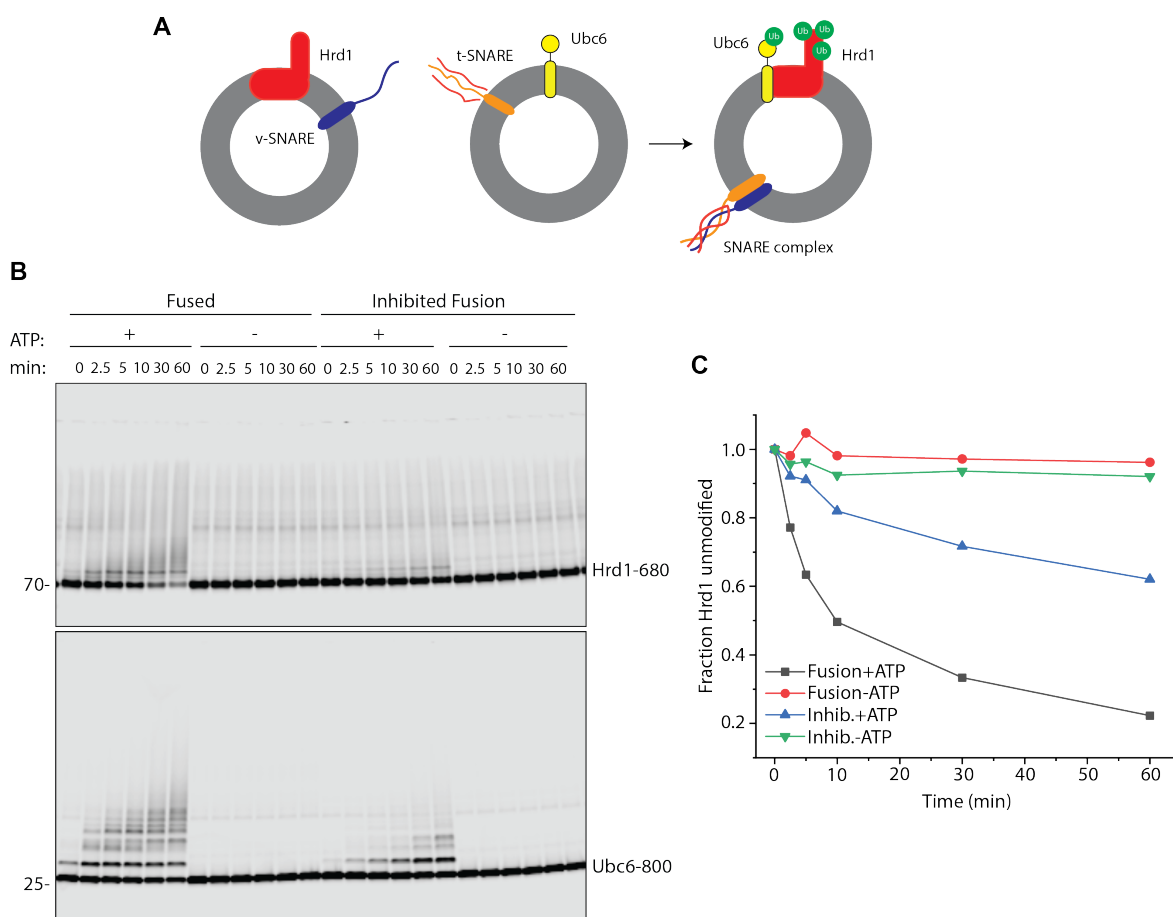 A
Hrd1
v-SNARE
t-SNARE
Ubc6
Ubc6
Ub
Ub
Ub
Ub
Hrd1
SNARE complex
B
Fused Inhibited Fusion
ATP: + - + -
min: 0 2.5 5 10 30 60 0 2.5 5 10 30 60 0 2.5 5 10 30 60 0 2.5 5 10 30 60
70-
Hrd1-680
25-
Ubc6-800
C
Fraction Hrd1 unmodified
1.0
0.8
0.6
0.4
0.2
Fusion+ATP
Fusion-ATP
Inhib.+ATP
Inhib.-ATP
0 10 20 30 40 50 60
Time (min)